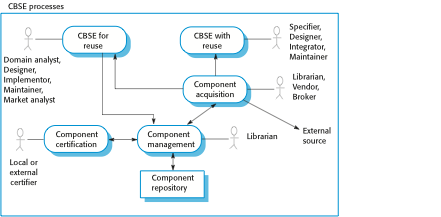 CBSE processes
CBSE for
reuse
CBSE with
reuse
Specifier,
Designer,
Integrator,
Maintainer
Domain analyst,
Designer,
Implementor,
Maintainer,
Market analyst
Component
acquisition
Librarian,
Vendor,
Broker
Component
certification
Component
management
Librarian
External
source
Local or
external
certifier
Component
repository